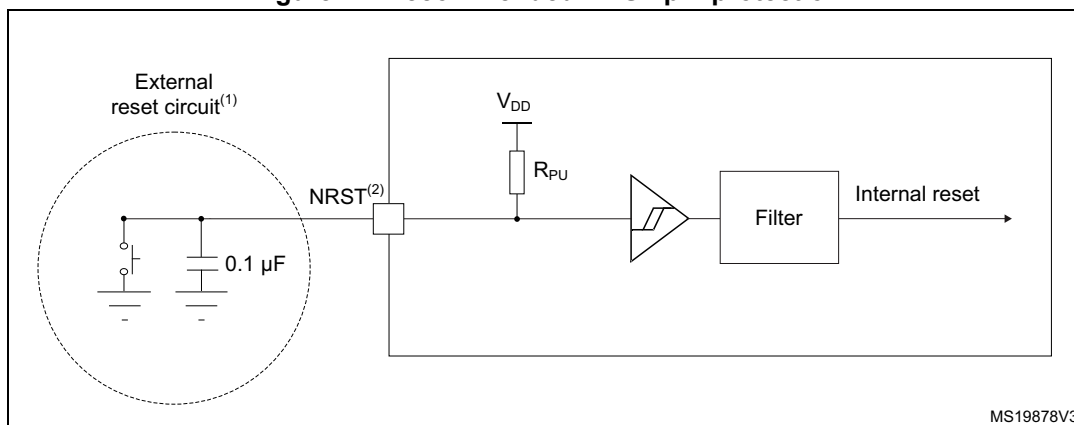 External
reset circuit(1)
VDD
RPU
NRST(2)
Internal reset
Filter
0.1 µF
MS19878V3